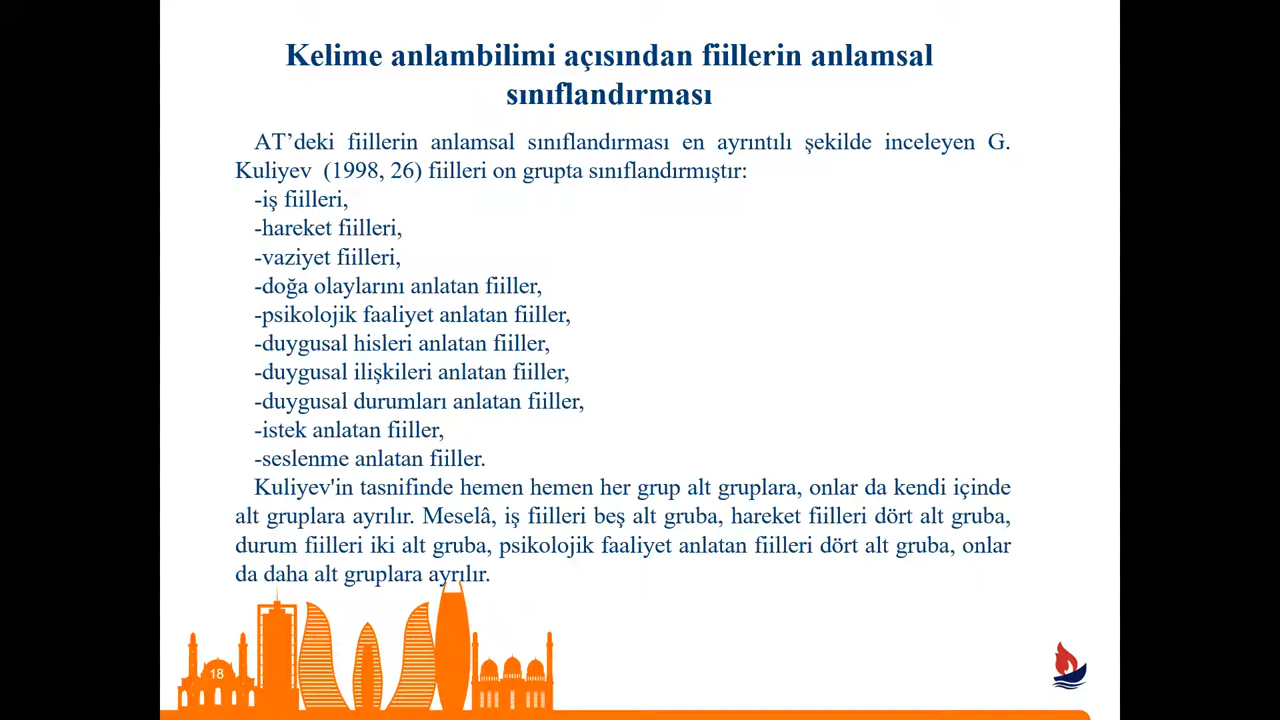 Kelime anlambilimi açısından fiillerin anlamsal
sınıflandırması
AT’deki fiillerin anlamsal sınıflandırması en ayrıntılı şekilde inceleyen G.
Kuliyev (1998, 26) fiilleri on grupta sınıflandırmıştır:
-iş fiilleri,
-hareket fiilleri,
-vaziyet fiilleri,
-doğa olaylarını anlatan fiiller,
-psikolojik faaliyet anlatan fiiller,
-duygusal hisleri anlatan fiiller,
-duygusal ilişkileri anlatan fiiller,
-duygusal durumları anlatan fiiller,
-istek anlatan fiiller,
-seslenme anlatan fiiller.
Kuliyev'in tasnifinde hemen hemen her grup alt gruplara, onlar da kendi içinde
alt gruplara ayrılır. Meselâ, iş fiilleri beş alt gruba, hareket fiilleri dört alt gruba,
durum fiilleri iki alt gruba, psikolojik faaliyet anlatan fiilleri dört alt gruba, onlar
da daha alt gruplara ayrılır.
18